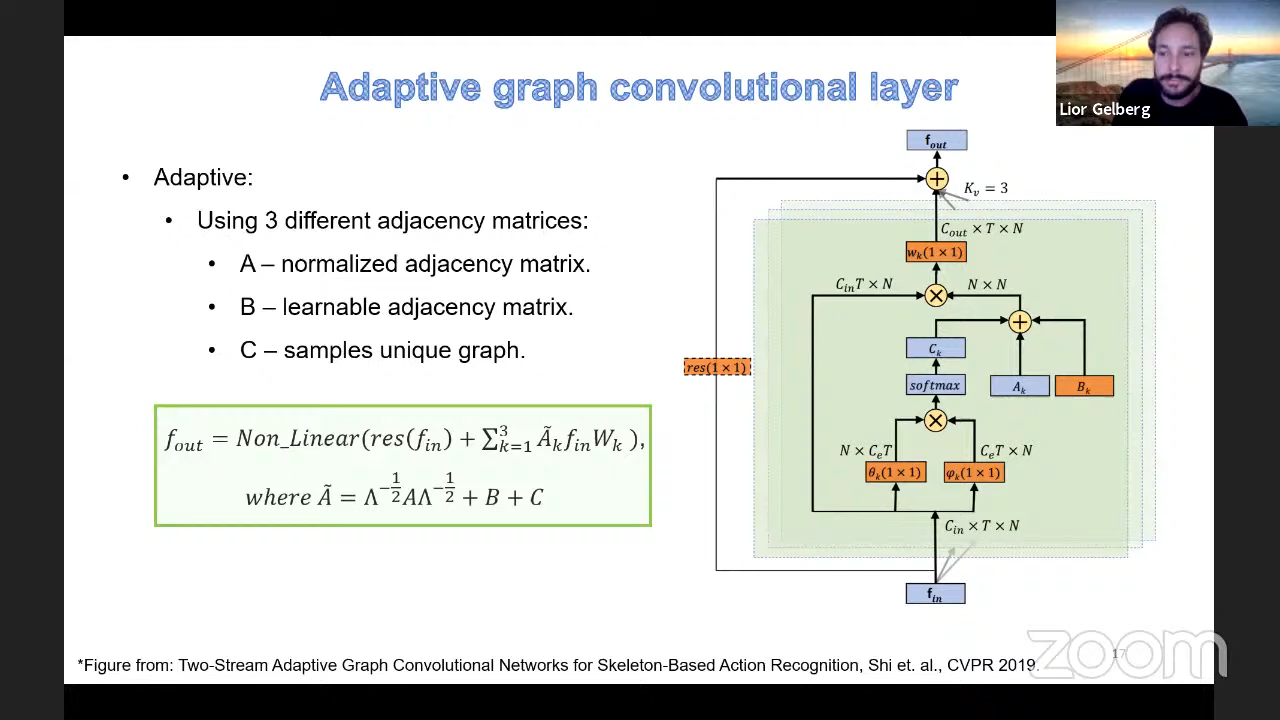 Adaptive graph convolutional layer
Lior Gelberg
• Adaptive:
• Using 3 different adjacency matrices:
• A – normalized adjacency matrix.
• B – learnable adjacency matrix.
• C – samples unique graph.
f_out = Non_Linear(res(f_in) + ∑_{k=1}^{3} Ã_k f_in W_k ),
where Ã = Λ^{-1/2} A Λ^{-1/2} + B + C
f_out
K_v = 3
C_out × T × N
w_k(1 × 1)
C_in T × N
N × N
C_k
res(1 × 1)
softmax
A_k
B_k
N × C_e T
C_e T × N
θ_k(1 × 1)
φ_k(1 × 1)
C_in × T × N
f_in
*Figure from: Two-Stream Adaptive Graph Convolutional Networks for Skeleton-Based Action Recognition, Shi et. al., CVPR 2019.
17
zoom